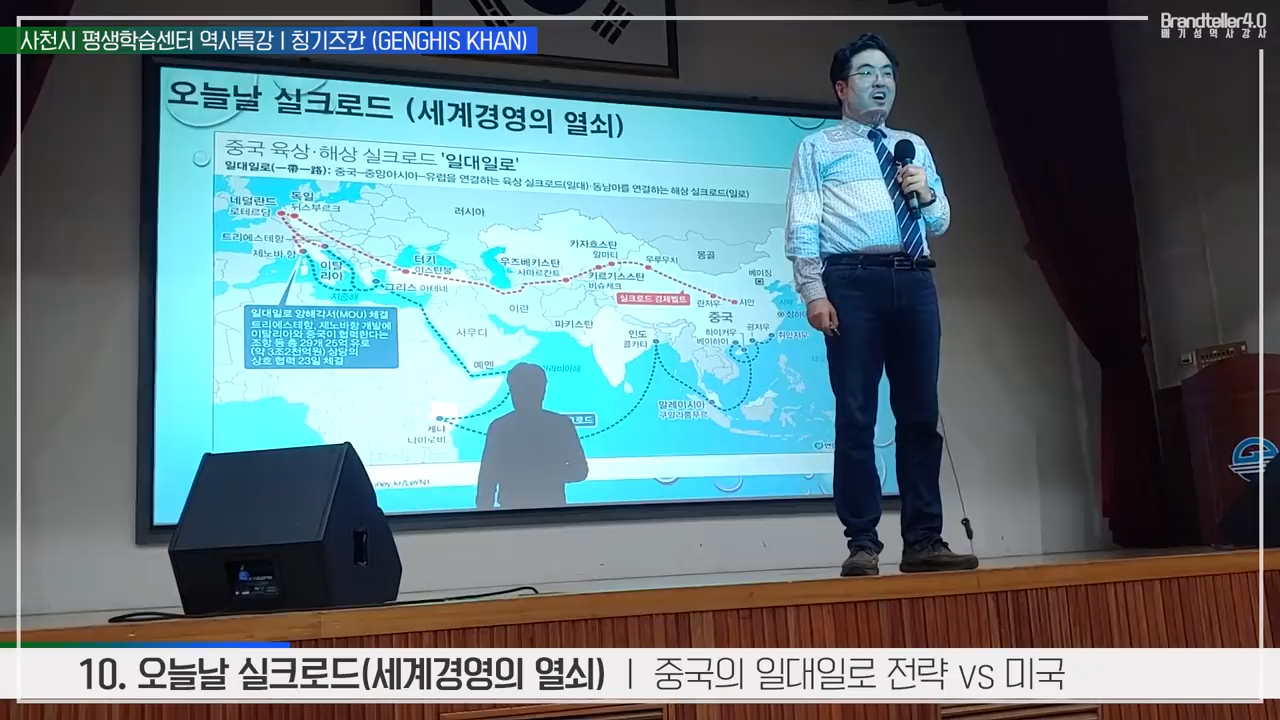 사천시 평생학습센터 역사특강 | 칭기즈칸 (GENGHIS KHAN)
Brandteller4.0
배기성역사강사
오늘날 실크로드 (세계경영의 열쇠)
중국 육상·해상 실크로드 '일대일로'
일대일로(一帶一路): 중국-중앙아시아-유럽을 연결하는 육상 실크로드(일대)·동남아를 연결하는 해상 실크로드(일로)
네덜란드
로테르담
독일
뒤스부르크
러시아
트리에스테항
제노바항
이탈
리아
터키
이스탄불
그리스 아테네
지중해
우즈베키스탄
사마르칸트
카자흐스탄
알마티
우루무치
몽골
키르기스스탄
비슈케크
실크로드 경제벨트
베이징
란저우
시안
중국
이란
파키스탄
사우디
예멘
인도
콜카타
하이커우
베이하이
광저우
취안저우
아라비아해
말레이시아
쿠알라룸푸르
케냐
나이로비
일대일로 양해각서(MOU) 체결
트리에스테항, 제노바항 개발에
이탈리아와 중국이 협력한다는
조항 등 총 29개 25억 유로
(약 3조2천억원) 상당의
상호 협력 23일 체결
10. 오늘날 실크로드(세계경영의 열쇠) | 중국의 일대일로 전략 vs 미국